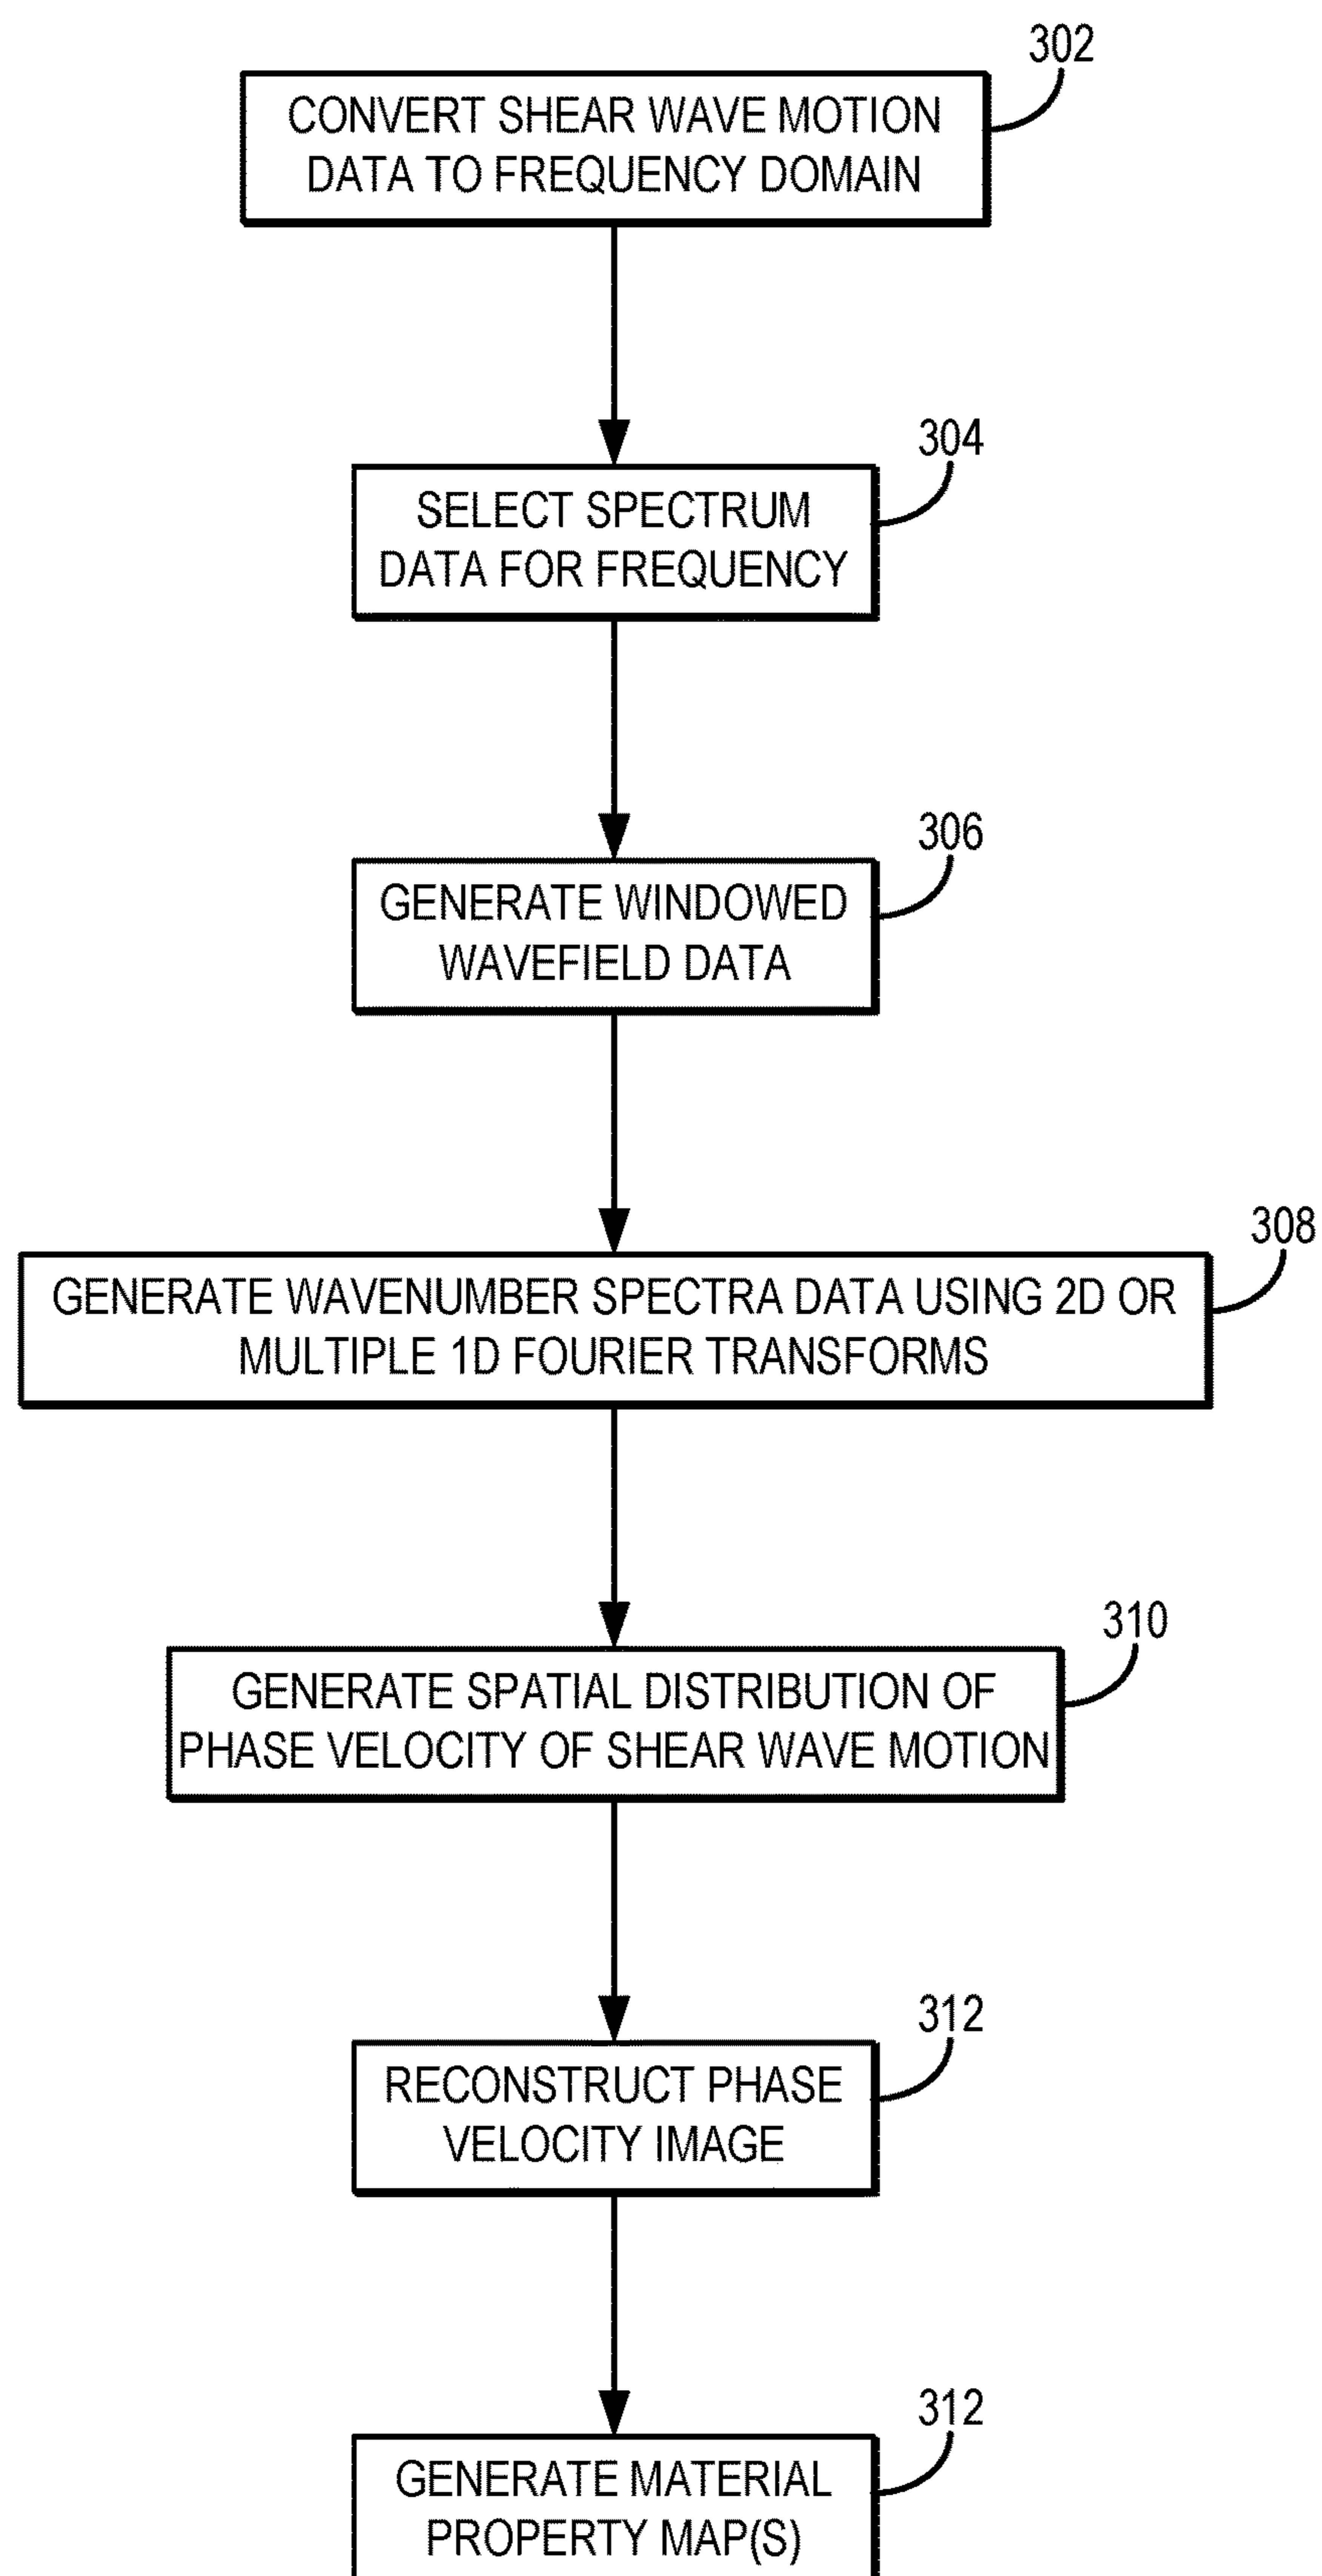 302
CONVERT SHEAR WAVE MOTION
DATA TO FREQUENCY DOMAIN
304
SELECT SPECTRUM
DATA FOR FREQUENCY
306
GENERATE WINDOWED
WAVEFIELD DATA
308
GENERATE WAVENUMBER SPECTRA DATA USING 2D OR
MULTIPLE 1D FOURIER TRANSFORMS
310
GENERATE SPATIAL DISTRIBUTION OF
PHASE VELOCITY OF SHEAR WAVE MOTION
312
RECONSTRUCT PHASE
VELOCITY IMAGE
312
GENERATE MATERIAL
PROPERTY MAP(S)